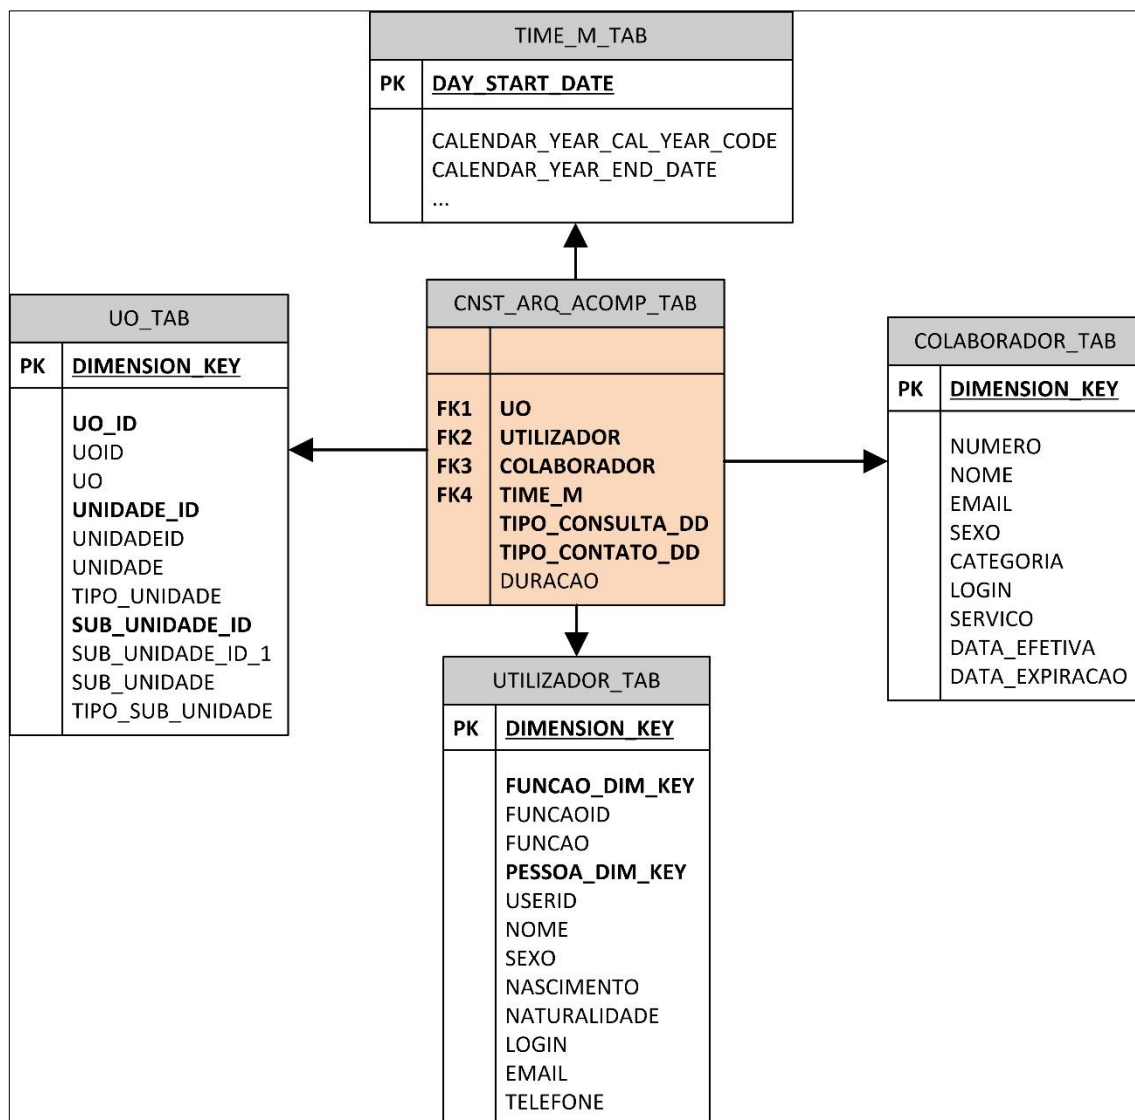 TIME_M_TAB
PK DAY_START_DATE
CALENDAR_YEAR_CAL_YEAR_CODE
CALENDAR_YEAR_END_DATE
...
CNST_ARQ_ACOMP_TAB
FK1 UO
FK2 UTILIZADOR
FK3 COLABORADOR
FK4 TIME_M
TIPO_CONSULTA_DD
TIPO_CONTATO_DD
DURACAO
UO_TAB
PK DIMENSION_KEY
UO_ID
UOID
UO
UNIDADE_ID
UNIDADEID
UNIDADE
TIPO_UNIDADE
SUB_UNIDADE_ID
SUB_UNIDADE_ID_1
SUB_UNIDADE
TIPO_SUB_UNIDADE
COLABORADOR_TAB
PK DIMENSION_KEY
NUMERO
NOME
EMAIL
SEXO
CATEGORIA
LOGIN
SERVICO
DATA_EFETIVA
DATA_EXPIRACAO
UTILIZADOR_TAB
PK DIMENSION_KEY
FUNCAO_DIM_KEY
FUNCAOID
FUNCAO
PESSOA_DIM_KEY
USERID
NOME
SEXO
NASCIMENTO
NATURALIDADE
LOGIN
EMAIL
TELEFONE